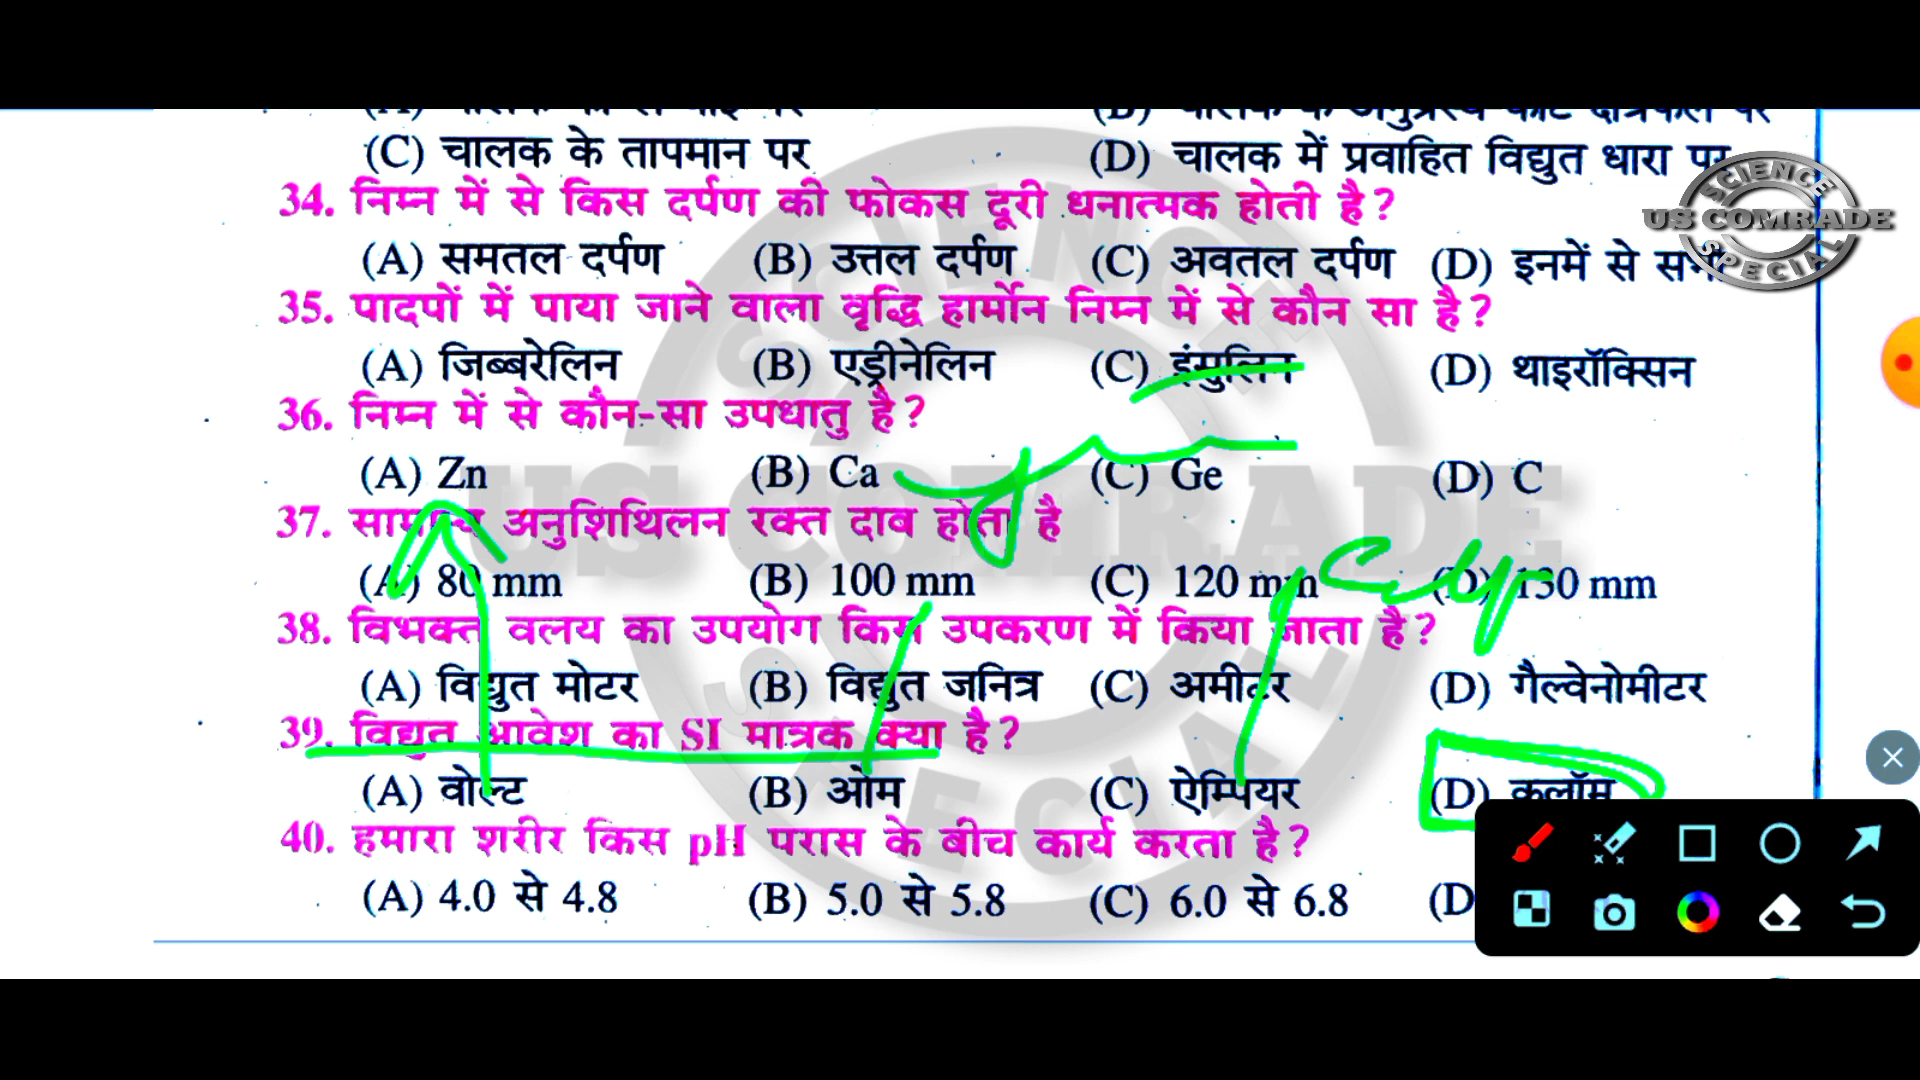 (C) चालक के तापमान पर (D) चालक में प्रवाहित विद्युत धारा पर
34. निम्न में से किस दर्पण की फोकस दूरी धनात्मक होती है?
(A) समतल दर्पण (B) उत्तल दर्पण (C) अवतल दर्पण (D) इनमें से सभी
35. पादपों में पाया जाने वाला वृद्धि हार्मोन निम्न में से कौन सा है?
(A) जिब्बरेलिन (B) एड्रीनेलिन (C) इंसुलिन (D) थाइरॉक्सिन
36. निम्न में से कौन-सा उपधातु है?
(A) Zn (B) Ca (C) Ge (D) C
37. सामान्य अनुशिथिलन रक्त दाब होता है
(A) 80 mm (B) 100 mm (C) 120 mm (D) 130 mm
38. विभक्त वलय का उपयोग किस उपकरण में किया जाता है?
(A) विद्युत मोटर (B) विद्युत जनित्र (C) अमीटर (D) गैल्वेनोमीटर
39. विद्युत आवेश का SI मात्रक क्या है?
(A) वोल्ट (B) ओम (C) ऐम्पियर (D) कूलॉम
40. हमारा शरीर किस pH परास के बीच कार्य करता है?
(A) 4.0 से 4.8 (B) 5.0 से 5.8 (C) 6.0 से 6.8 (D
SCIENCE
US COMRADE
SPECIAL